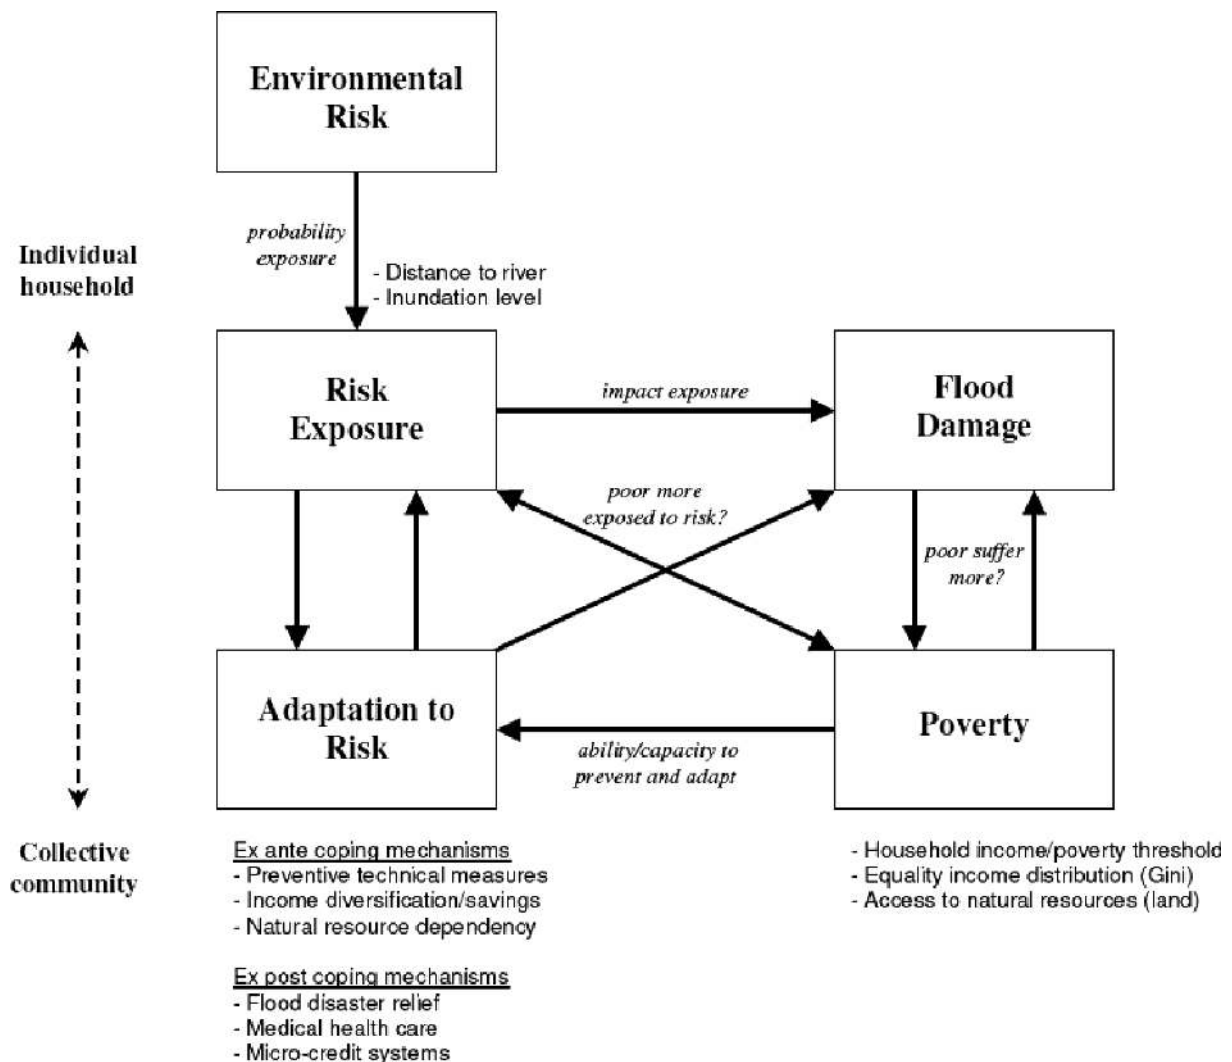 Environmental
Risk
probability
exposure
- Distance to river
- Inundation level
Individual
household
Risk
Exposure
impact exposure
Flood
Damage
poor more
exposed to risk?
poor suffer
more?
Adaptation to
Risk
ability/capacity to
prevent and adapt
Poverty
Collective
community
Ex ante coping mechanisms
- Preventive technical measures
- Income diversification/savings
- Natural resource dependency
Ex post coping mechanisms
- Flood disaster relief
- Medical health care
- Micro-credit systems
- Household income/poverty threshold
- Equality income distribution (Gini)
- Access to natural resources (land)